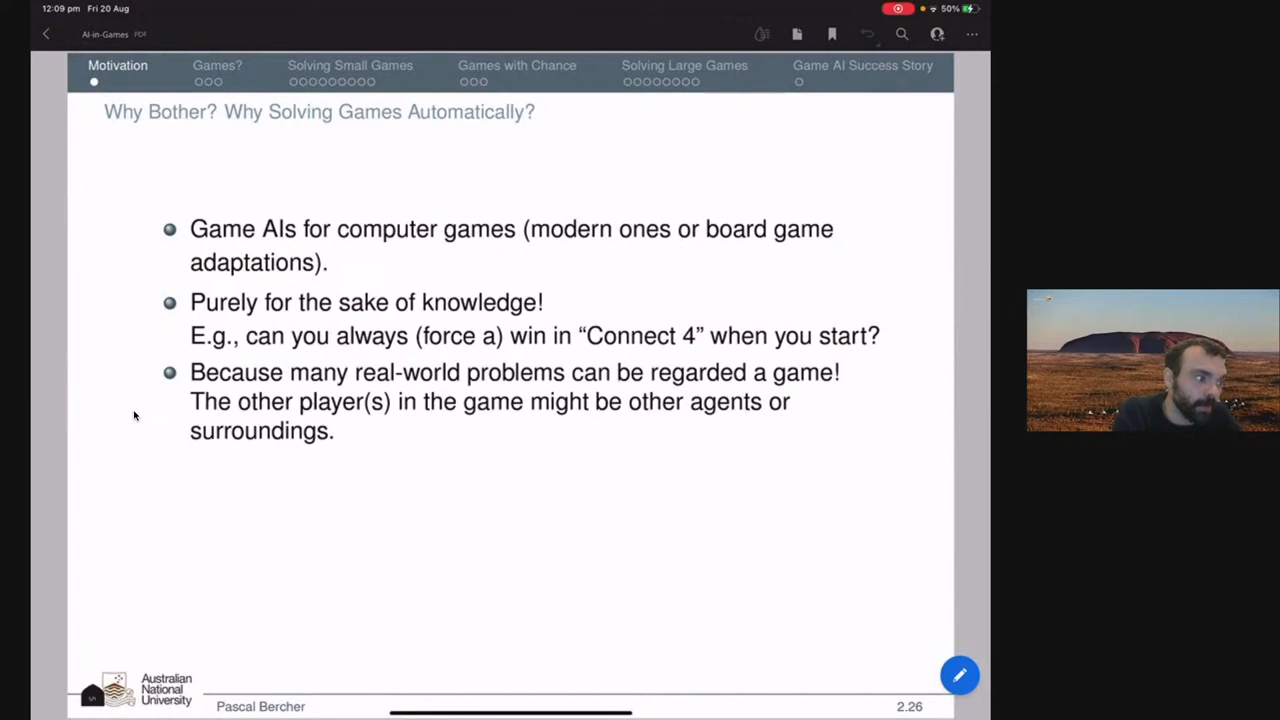 12:09 pm Fri 20 Aug
50%
AI-in-Games PDF
Motivation Games? Solving Small Games Games with Chance Solving Large Games Game AI Success Story
Why Bother? Why Solving Games Automatically?
Game AIs for computer games (modern ones or board game
adaptations).
Purely for the sake of knowledge!
E.g., can you always (force a) win in “Connect 4” when you start?
Because many real-world problems can be regarded a game!
The other player(s) in the game might be other agents or
surroundings.
Australian
National
University
Pascal Bercher
2.26